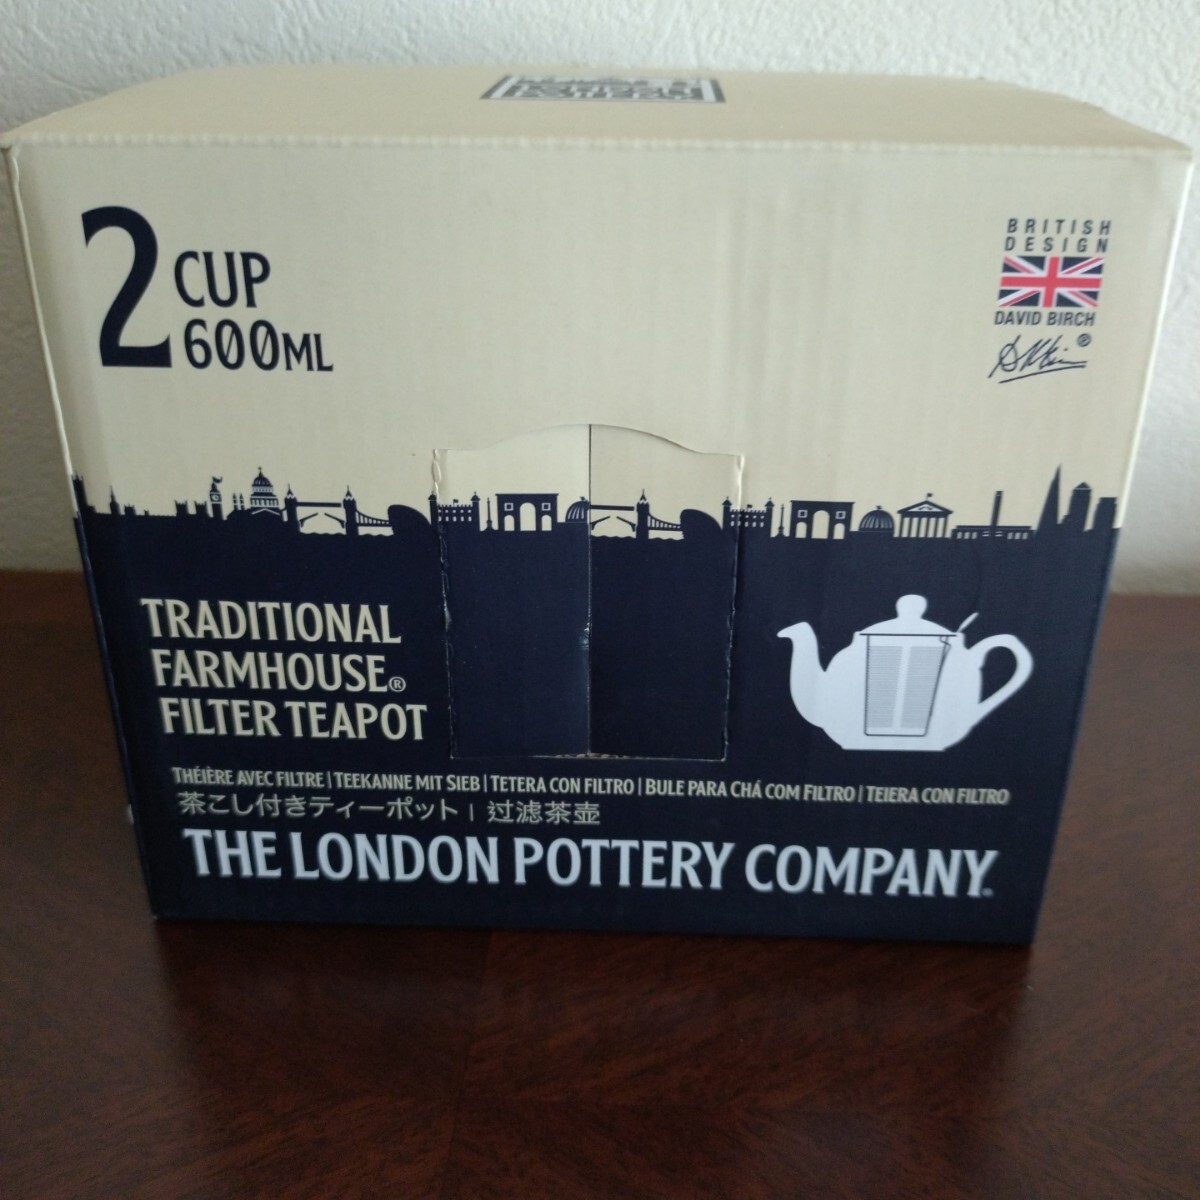 2 CUP
600ML
BRITISH
DESIGN
DAVID BIRCH
®
TRADITIONAL
FARMHOUSE®
FILTER TEAPOT
THÉIÈRE AVEC FILTRE | TEEKANNE MIT SIEB | TETERA CON FILTRO | BULE PARA CHÁ COM FILTRO | TEIERA CON FILTRO
茶こし付きティーポット | 过滤茶壶
THE LONDON POTTERY COMPANY